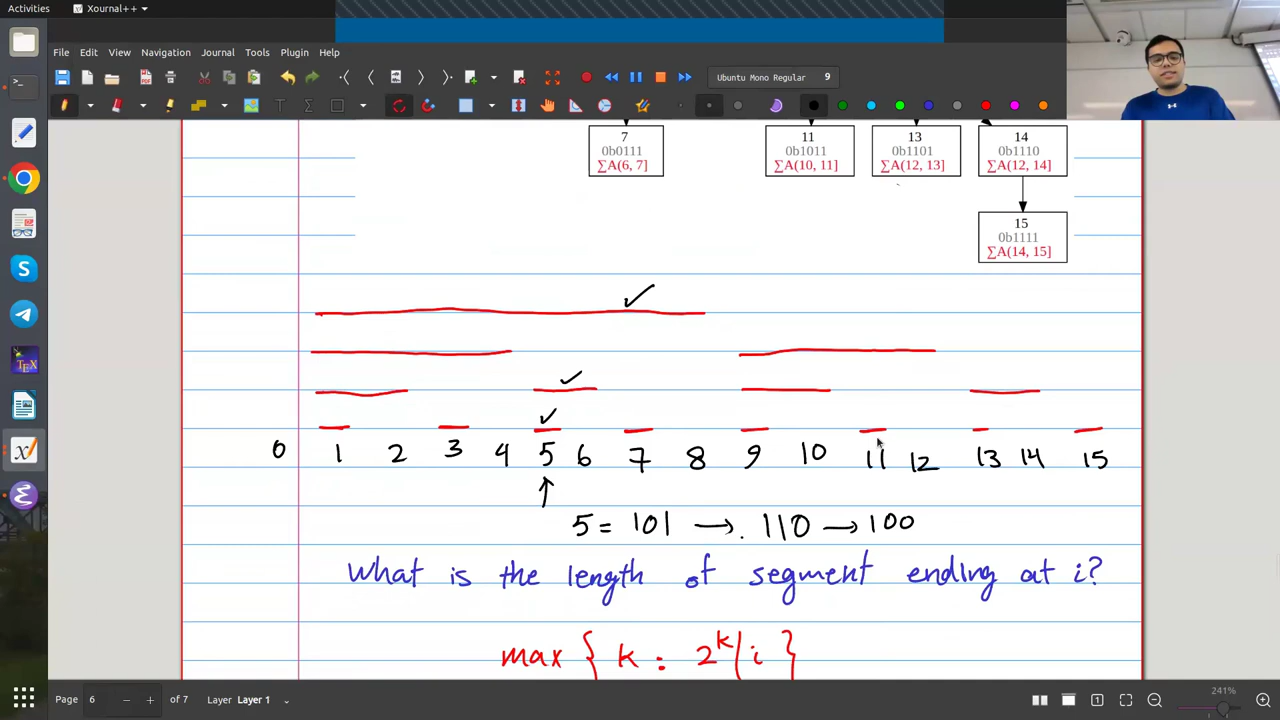 Activities
Xournal++
File Edit View Navigation Journal Tools Plugin Help
Ubuntu Mono Regular 9
7 11 13 14
0b0111 0b1011 0b1101 0b1110
∑A(6, 7] ∑A(10, 11] ∑A(12, 13] ∑A(12, 14]
15
0b1111
∑A(14, 15]
0 1 2 3 4 5 6 7 8 9 10 11 12 13 14 15
5 = 101 → 110 → 100
What is the length of segment ending at i?
max { k : 2^k | i }
Page 6 of 7 Layer Layer 1
241%